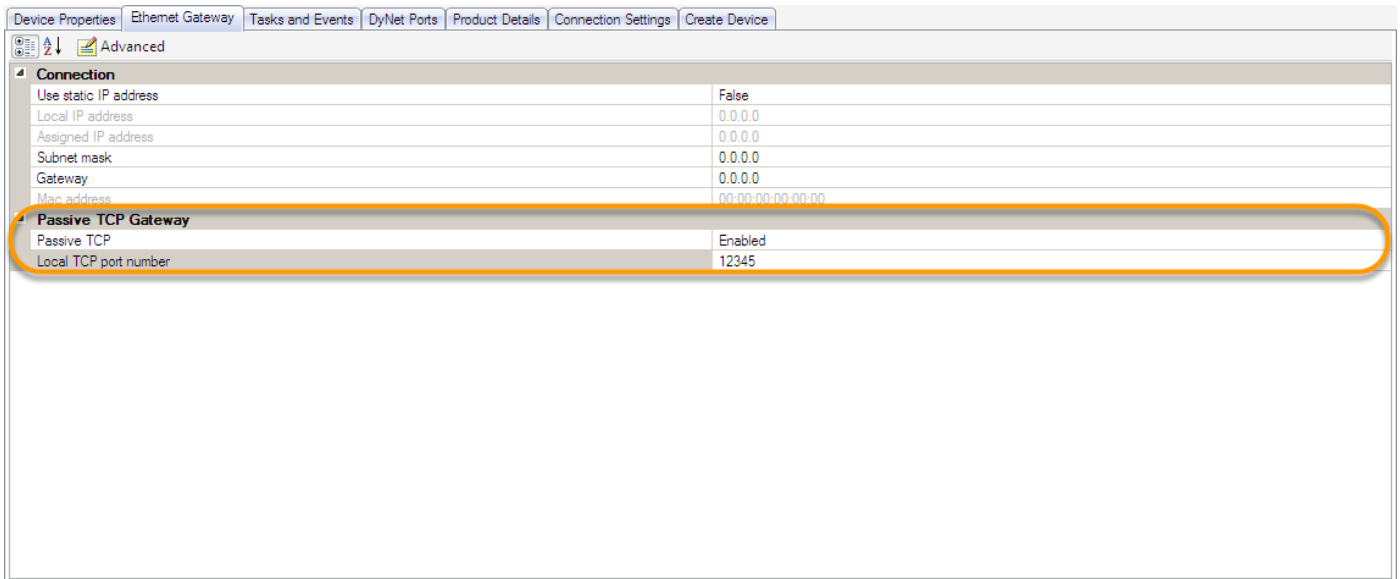 Device Properties Ethernet Gateway Tasks and Events DyNet Ports Product Details Connection Settings Create Device
Advanced
Connection
Use static IP address False
Local IP address 0.0.0.0
Assigned IP address 0.0.0.0
Subnet mask 0.0.0.0
Gateway 0.0.0.0
Mac address 00:00:00:00:00:00
Passive TCP Gateway
Passive TCP Enabled
Local TCP port number 12345